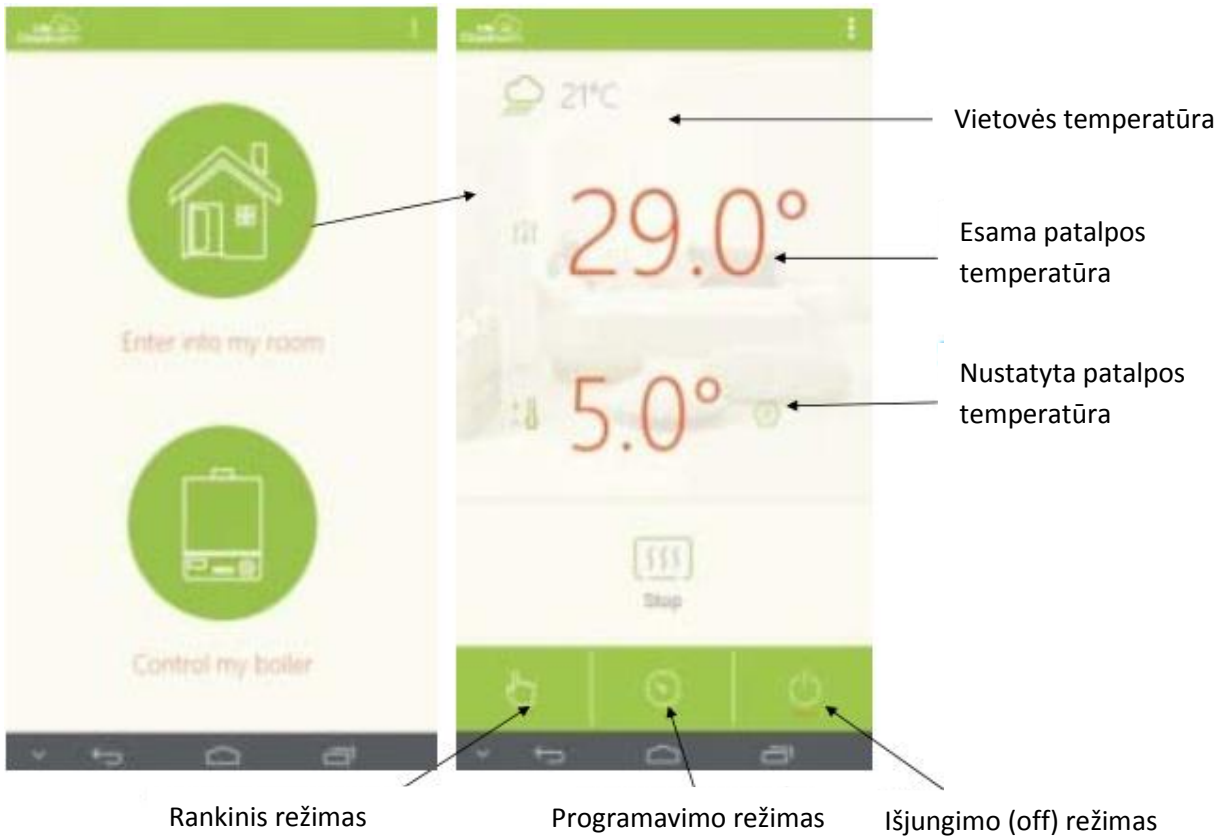 21°C
Vietovės temperatūra
29.0°
Esama patalpos
temperatūra
Enter into my room
5.0°
Nustatyta patalpos
temperatūra
Stop
Control my boiler
Rankinis režimas
Programavimo režimas
Išjungimo (off) režimas